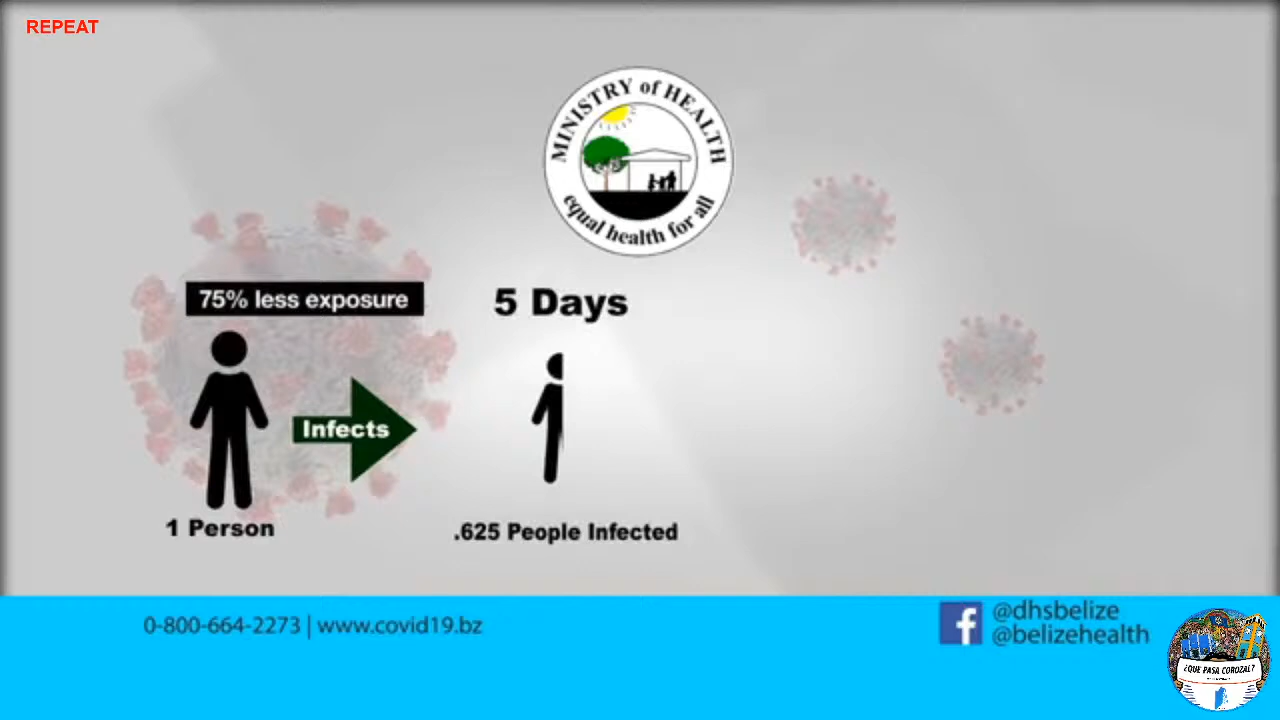 REPEAT
MINISTRY of HEALTH
equal health for all
75% less exposure
5 Days
Infects
1 Person
.625 People Infected
0-800-664-2273 | www.covid19.bz
@dhsbelize
@belizehealth
¿QUE PASA COROZAL?